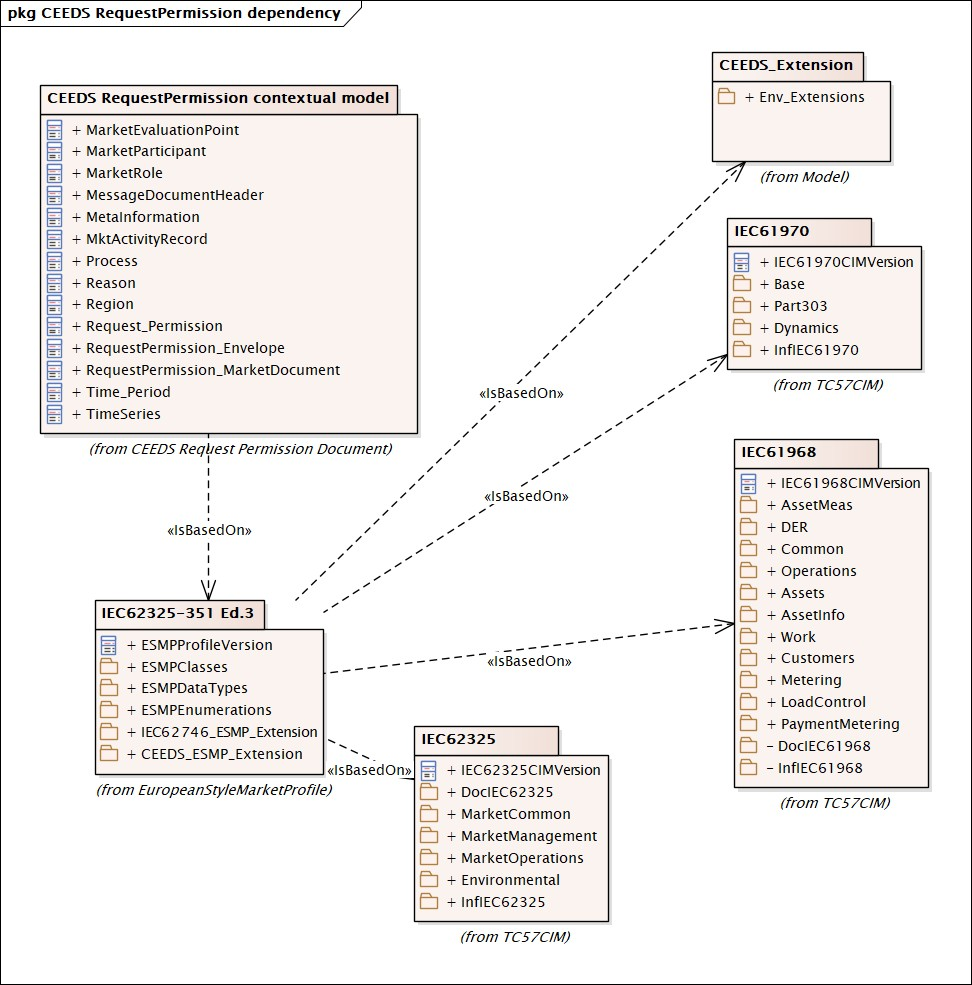 pkg CEEDS RequestPermission dependency
CEEDS RequestPermission contextual model
+ MarketEvaluationPoint
+ MarketParticipant
+ MarketRole
+ MessageDocumentHeader
+ MetaInformation
+ MktActivityRecord
+ Process
+ Reason
+ Region
+ Request_Permission
+ RequestPermission_Envelope
+ RequestPermission_MarketDocument
+ Time_Period
+ TimeSeries
(from CEEDS Request Permission Document)
CEEDS_Extension
+ Env_Extensions
(from Model)
IEC61970
+ IEC61970CIMVersion
+ Base
+ Part303
+ Dynamics
+ InfIEC61970
(from TC57CIM)
«IsBasedOn»
«IsBasedOn»
«IsBasedOn»
IEC61968
+ IEC61968CIMVersion
+ AssetMeas
+ DER
+ Common
+ Operations
+ Assets
+ AssetInfo
+ Work
+ Customers
+ Metering
+ LoadControl
+ PaymentMetering
- DocIEC61968
- InfIEC61968
(from TC57CIM)
IEC62325-351 Ed.3
+ ESMPProfileVersion
+ ESMPClasses
+ ESMPDataTypes
+ ESMPEnumerations
+ IEC62746_ESMP_Extension
+ CEEDS_ESMP_Extension
(from EuropeanStyleMarketProfile)
«IsBasedOn»
«IsBasedOn»
IEC62325
+ IEC62325CIMVersion
+ DocIEC62325
+ MarketCommon
+ MarketManagement
+ MarketOperations
+ Environmental
+ InfIEC62325
(from TC57CIM)